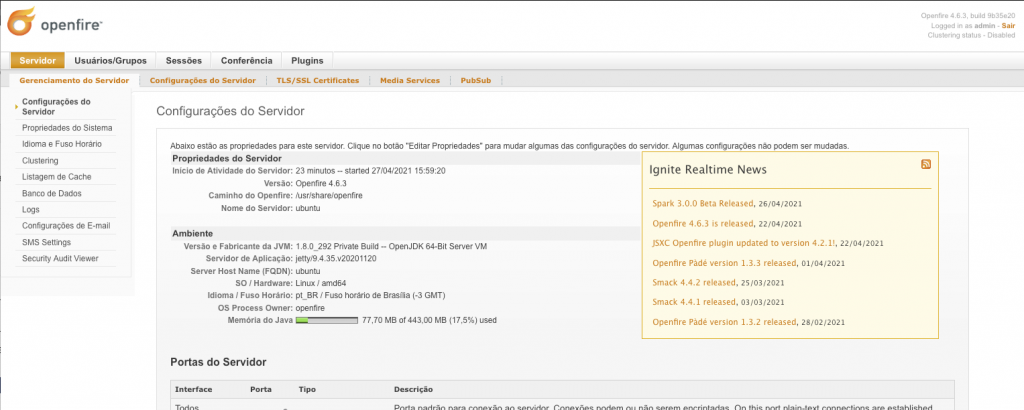 openfire™
Openfire 4.6.3, build 9b35e20
Logged in as admin - Sair
Clustering status - Disabled
Servidor Usuários/Grupos Sessões Conferência Plugins
Gerenciamento do Servidor Configurações do Servidor TLS/SSL Certificates Media Services PubSub
Configurações do
Servidor
Propriedades do Sistema
Idioma e Fuso Horário
Clustering
Listagem de Cache
Banco de Dados
Logs
Configurações de E-mail
SMS Settings
Security Audit Viewer
Configurações do Servidor
Abaixo estão as propriedades para este servidor. Clique no botão "Editar Propriedades" para mudar algumas das configurações do servidor. Algumas configurações não podem ser mudadas.
Propriedades do Servidor
Início de Atividade do Servidor: 23 minutos -- started 27/04/2021 15:59:20
Versão: Openfire 4.6.3
Caminho do Openfire: /usr/share/openfire
Nome do Servidor: ubuntu
Ambiente
Versão e Fabricante da JVM: 1.8.0_292 Private Build -- OpenJDK 64-Bit Server VM
Servidor de Aplicação: jetty/9.4.35.v20201120
Server Host Name (FQDN): ubuntu
SO / Hardware: Linux / amd64
Idioma / Fuso Horário: pt_BR / Fuso horário de Brasília (-3 GMT)
OS Process Owner: openfire
Memória do Java 77,70 MB of 443,00 MB (17,5%) used
Ignite Realtime News
Spark 3.0.0 Beta Released, 26/04/2021
Openfire 4.6.3 is released, 22/04/2021
JSXC Openfire plugin updated to version 4.2.1!, 22/04/2021
Openfire Pàdé version 1.3.3 released, 01/04/2021
Smack 4.4.2 released, 25/03/2021
Smack 4.4.1 released, 03/03/2021
Openfire Pàdé version 1.3.2 released, 28/02/2021
Portas do Servidor
Interface Porta Tipo Descrição
Todos Porta padrão para conexão ao servidor. Conexões podem ou não serem encriptadas. On this port plain-text connections are established,